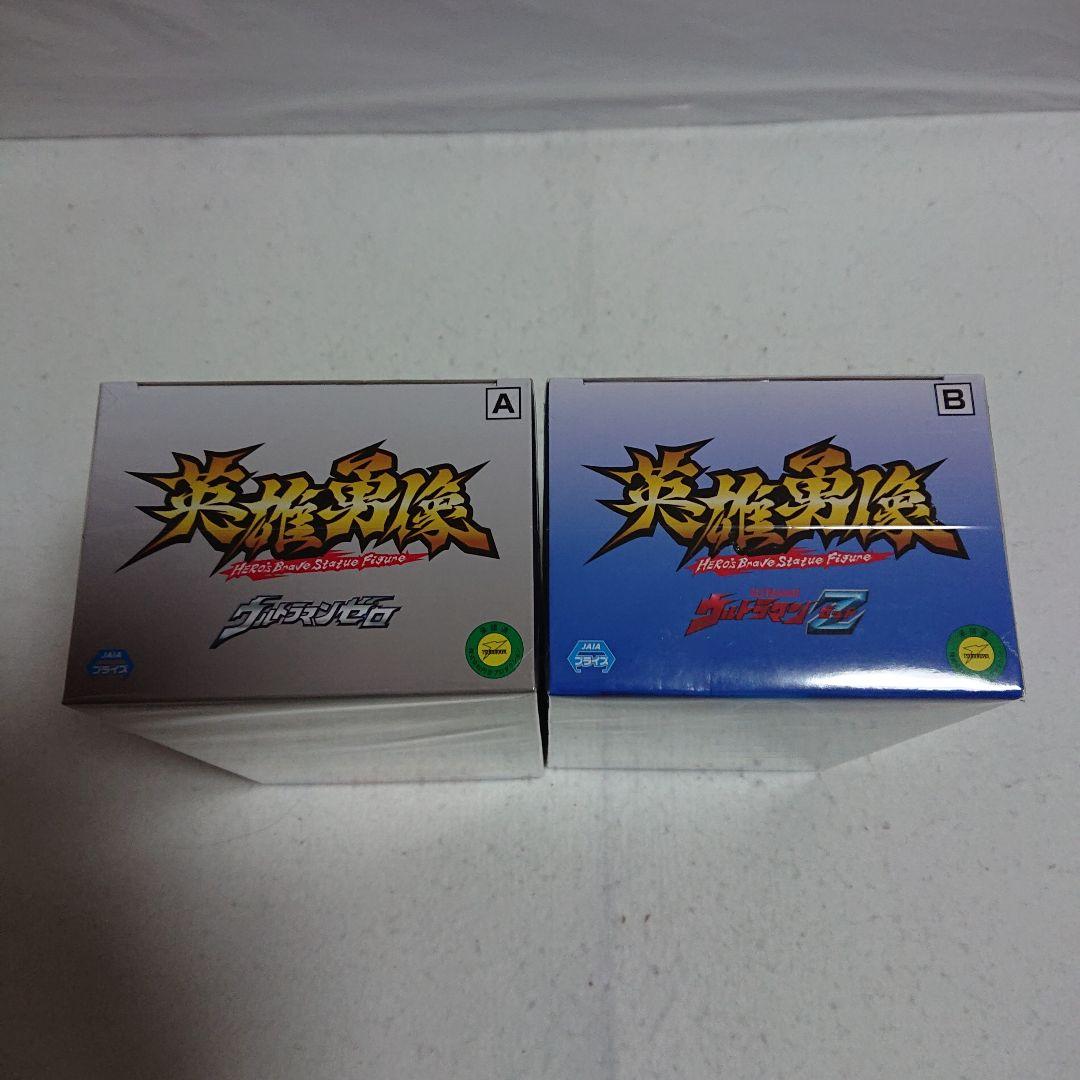 A
英雄勇像
HERO's Brave Statue Figure
ウルトラマンゼロ
JAIA
プライズ
TSUBURAYA
B
英雄勇像
HERO's Brave Statue Figure
ウルトラマンZ
JAIA
プライズ
TSUBURAYA